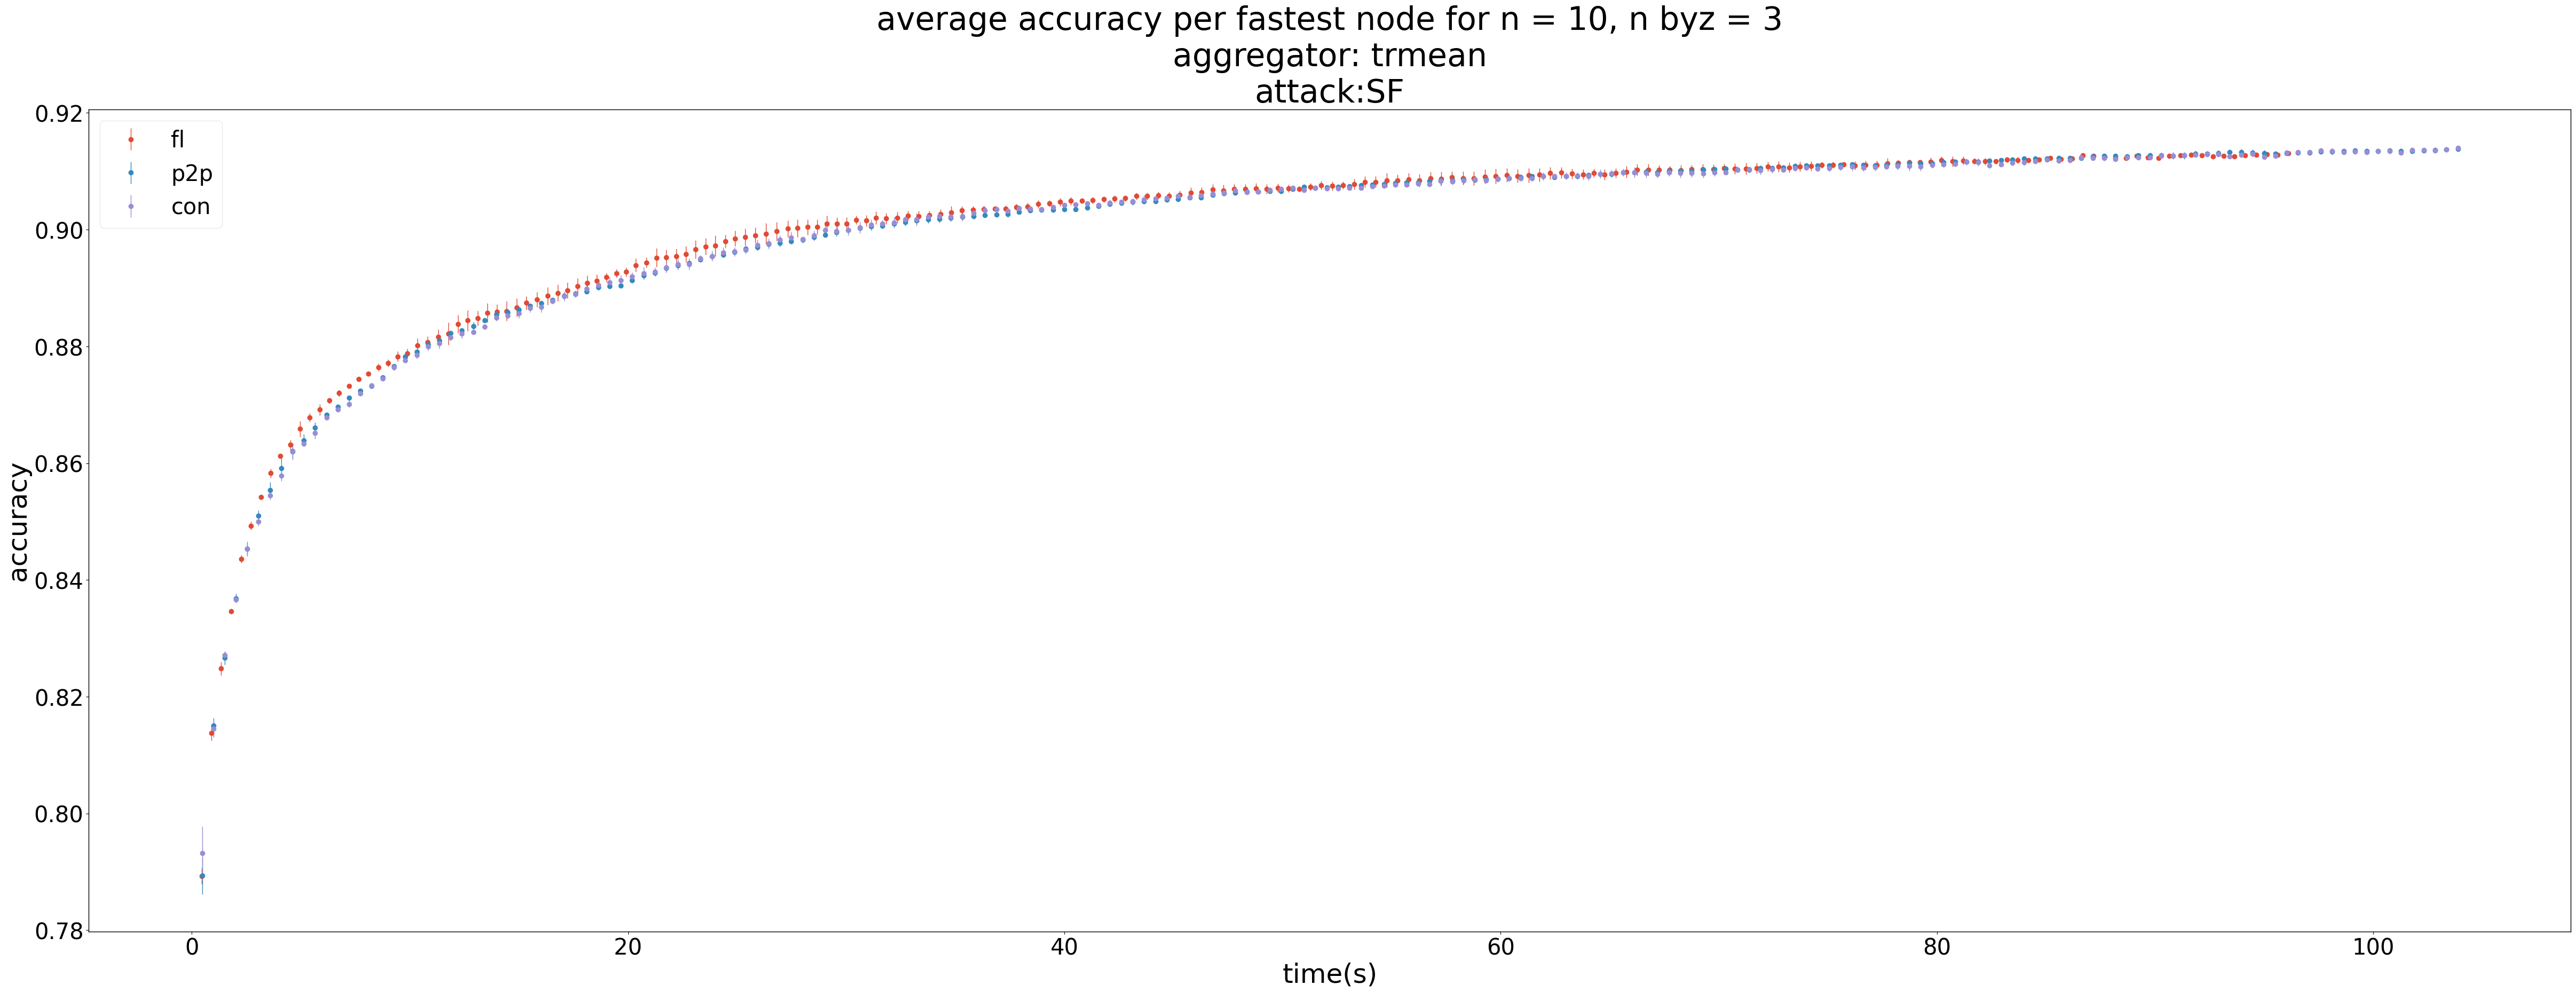 average accuracy per fastest node for n = 10, n byz = 3
aggregator: trmean
attack:SF
0.92
0.90
0.88
0.86
0.84
0.82
0.80
0.78
accuracy
fl
p2p
con
0 20 40 60 80 100
time(s)